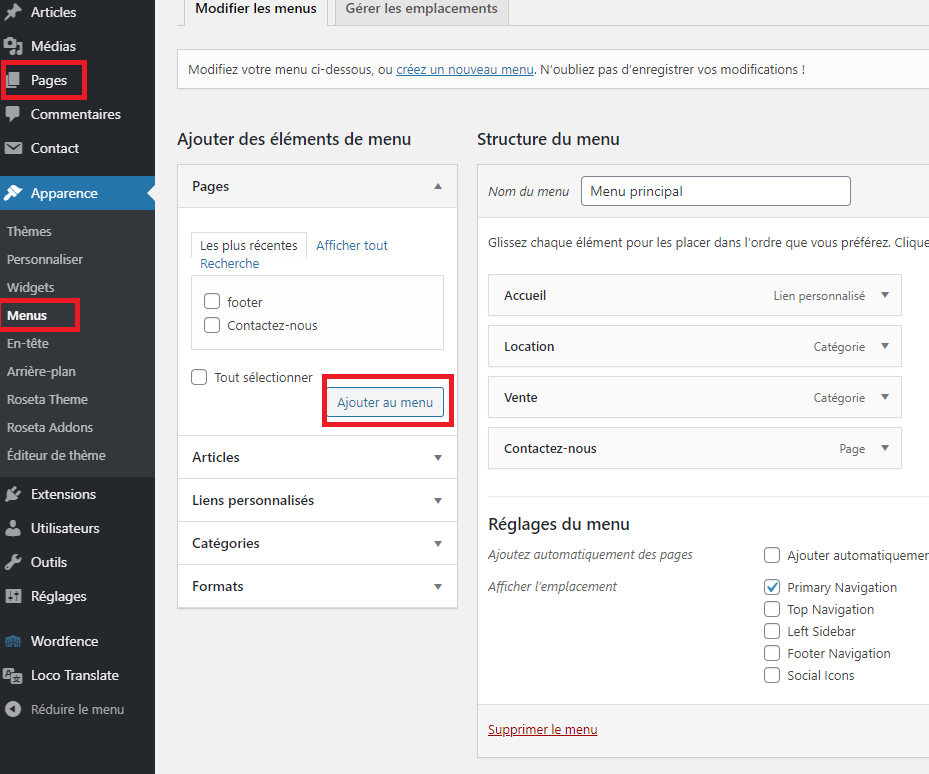 Articles
Médias
Pages
Commentaires
Contact
Apparence
Thèmes
Personnaliser
Widgets
Menus
En-tête
Arrière-plan
Roseta Theme
Roseta Addons
Éditeur de thème
Extensions
Utilisateurs
Outils
Réglages
Wordfence
Loco Translate
Réduire le menu
Modifier les menus
Gérer les emplacements
Modifiez votre menu ci-dessous, ou créez un nouveau menu. N’oubliez pas d’enregistrer vos modifications !
Ajouter des éléments de menu
Pages
Les plus récentes
Afficher tout
Recherche
footer
Contactez-nous
Tout sélectionner
Ajouter au menu
Articles
Liens personnalisés
Catégories
Formats
Structure du menu
Nom du menu Menu principal
Glissez chaque élément pour les placer dans l’ordre que vous préférez. Clique
Accueil Lien personnalisé
Location Catégorie
Vente Catégorie
Contactez-nous Page
Réglages du menu
Ajoutez automatiquement des pages
Ajouter automatiquemen
Afficher l’emplacement
Primary Navigation
Top Navigation
Left Sidebar
Footer Navigation
Social Icons
Supprimer le menu